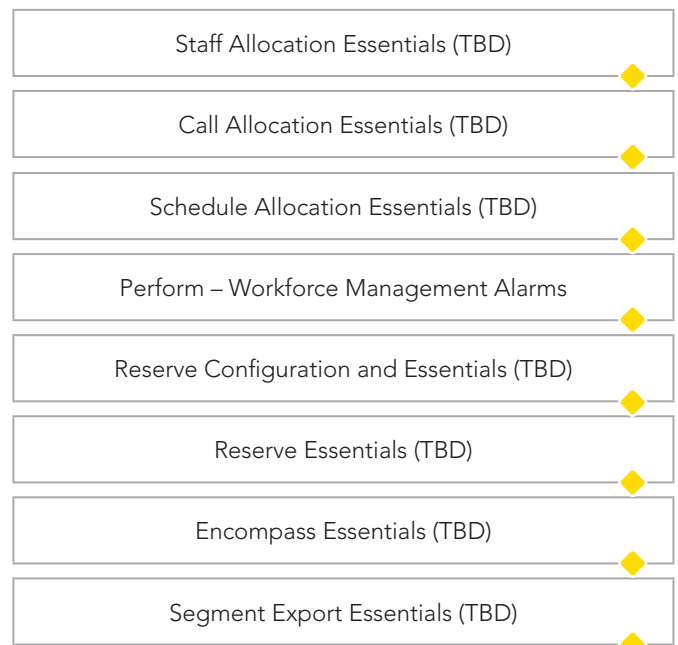 Staff Allocation Essentials (TBD)
Call Allocation Essentials (TBD)
Schedule Allocation Essentials (TBD)
Perform – Workforce Management Alarms
Reserve Configuration and Essentials (TBD)
Reserve Essentials (TBD)
Encompass Essentials (TBD)
Segment Export Essentials (TBD)